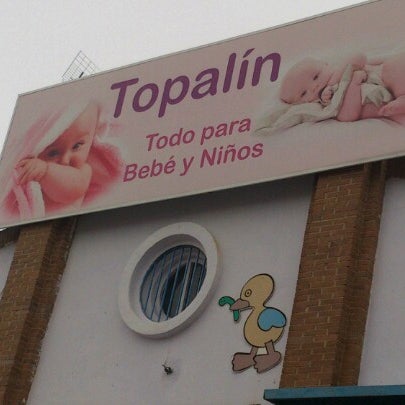 Topalín
Todo para
Bebé y Niños